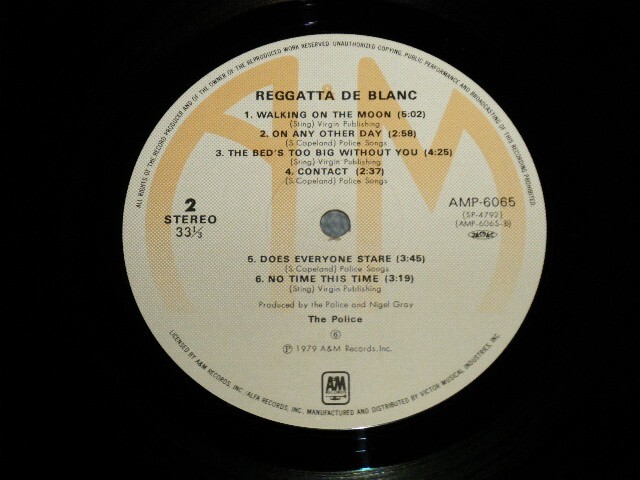 ALL RIGHTS OF THE RECORD PRODUCER AND OF THE OWNER OF THE REPRODUCED WORK RESERVED. UNAUTHORIZED COPYING, PUBLIC PERFORMANCE AND BROADCASTING OF THIS RECORDING PROHIBITED.
REGGATTA DE BLANC
1. WALKING ON THE MOON (5:02)
(Sting) Virgin Publishing
2. ON ANY OTHER DAY (2:58)
(S.Copeland) Police Songs
3. THE BED'S TOO BIG WITHOUT YOU (4:25)
(Sting) Virgin Publishing
4. CONTACT (2:37)
(S.Copeland) Police Songs
2
STEREO
33⅓
AMP-6065
(SP-4792)
(AMP-6065-B)
JASRAC
5. DOES EVERYONE STARE (3:45)
(S.Copeland) Police Songs
6. NO TIME THIS TIME (3:19)
(Sting) Virgin Publishing
Produced by the Police and Nigel Gray
The Police
⑥
Ⓟ 1979 A&M Records, Inc.
A&M
RECORDS
LICENSED BY A&M RECORDS, INC./ALFA RECORDS, INC. MANUFACTURED AND DISTRIBUTED BY VICTOR MUSICAL INDUSTRIES, INC.